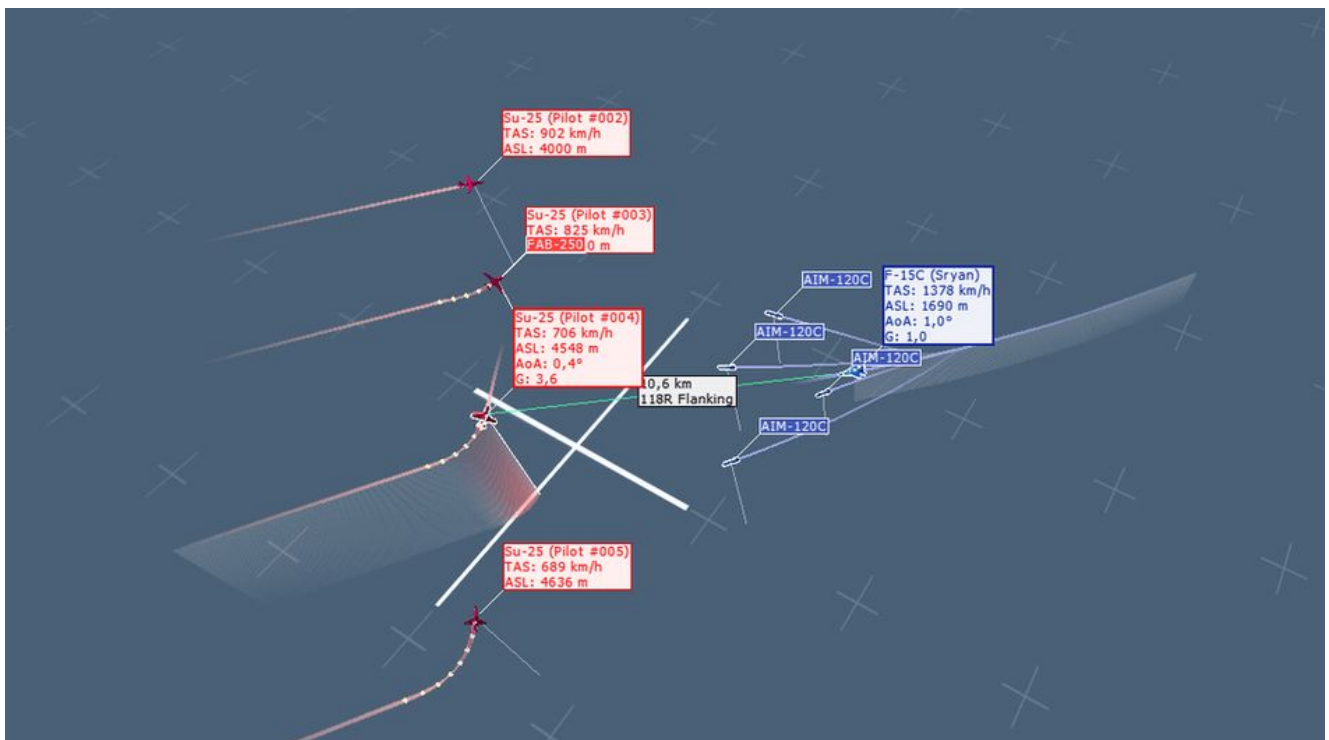 Su-25 (Pilot #002)
TAS: 902 km/h
ASL: 4000 m
Su-25 (Pilot #003)
TAS: 825 km/h
FAB-250 0 m
Su-25 (Pilot #004)
TAS: 706 km/h
ASL: 4548 m
AoA: 0,4°
G: 3,6
AIM-120C
F-15C (Sryan)
TAS: 1378 km/h
ASL: 1690 m
AoA: 1,0°
G: 1,0
AIM-120C
AIM-120C
10,6 km
118R Flanking
AIM-120C
Su-25 (Pilot #005)
TAS: 689 km/h
ASL: 4636 m